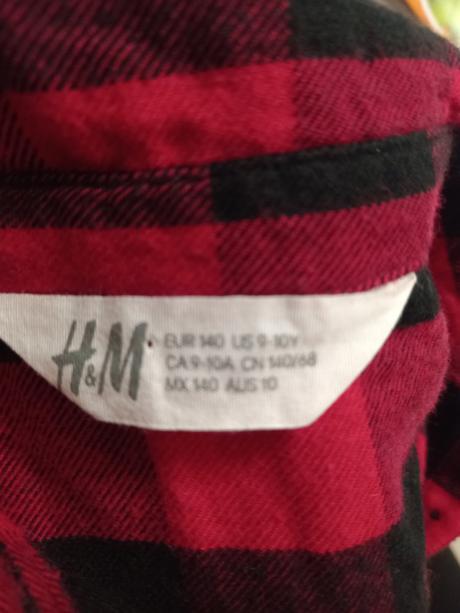 H&M
EUR 140 US 9-10Y
CA 9-10A CN 140/68
MX 140 AUS 10